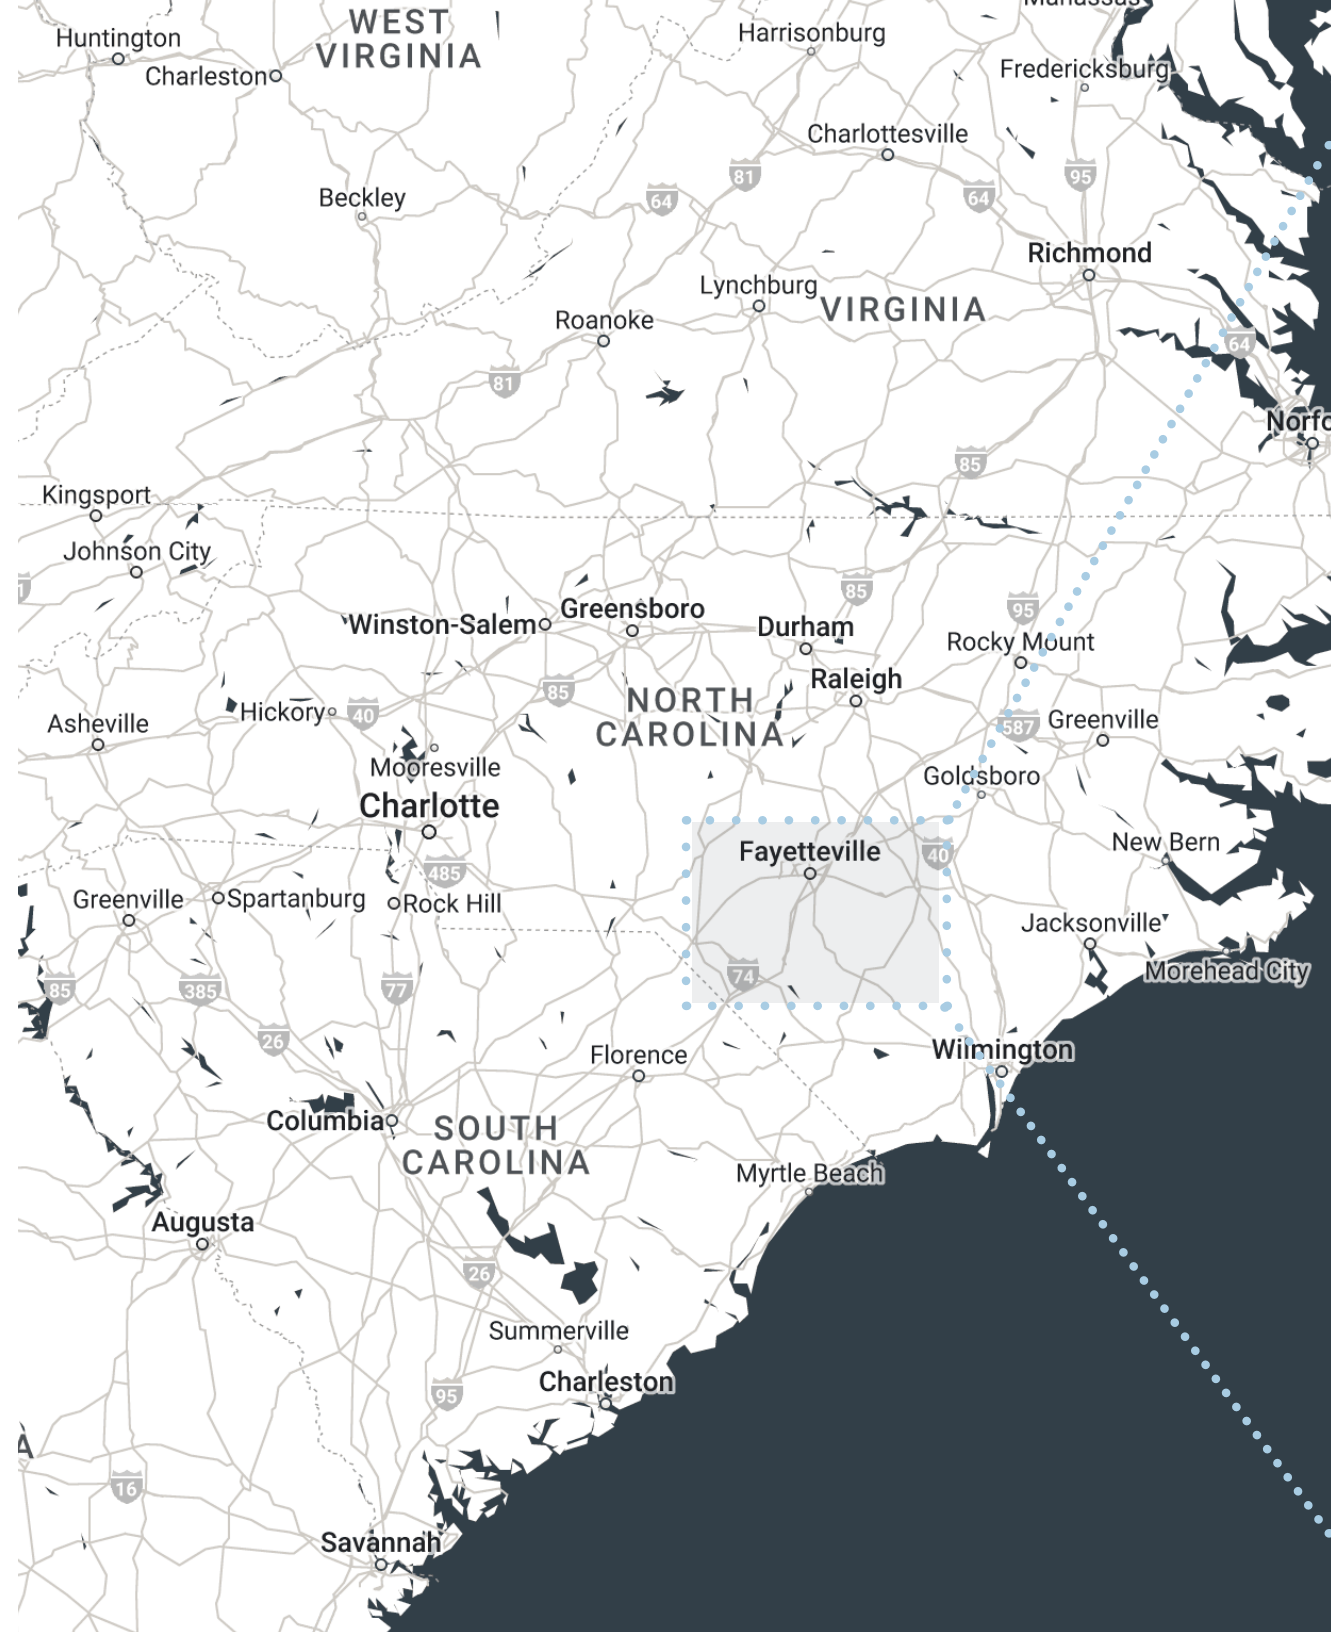 Manassas
WEST
VIRGINIA
Harrisonburg
Huntington
Charleston
Fredericksburg
Charlottesville
81
95
64
64
Beckley
Richmond
Lynchburg
VIRGINIA
Roanoke
64
81
Norfo
85
Kingsport
Johnson City
85
95
Winston-Salem
Greensboro
Durham
Rocky Mount
Raleigh
85
NORTH
CAROLINA
Hickory
40
Asheville
587
Greenville
Mooresville
Goldsboro
Charlotte
New Bern
Fayetteville
40
485
Greenville
Spartanburg
Rock Hill
Jacksonville
Morehead City
74
85
385
77
26
Wilmington
Florence
Columbia
SOUTH
CAROLINA
Myrtle Beach
Augusta
26
Summerville
Charleston
95
A
16
Savannah